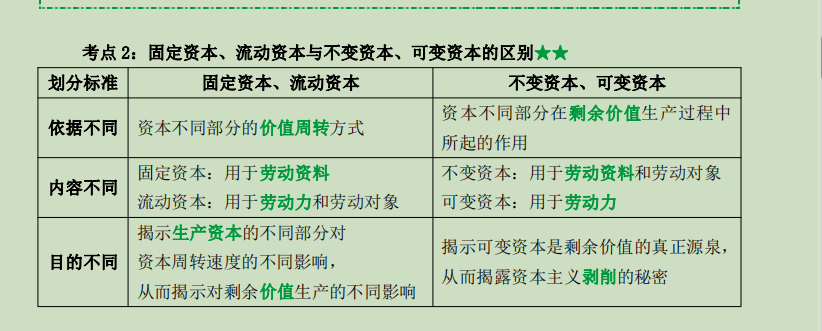 考点 2：固定资本、流动资本与不变资本、可变资本的区别★★
划分标准
固定资本、流动资本
不变资本、可变资本
依据不同
资本不同部分的价值周转方式
资本不同部分在剩余价值生产过程中
所起的作用
内容不同
固定资本：用于劳动资料
流动资本：用于劳动力和劳动对象
不变资本：用于劳动资料和劳动对象
可变资本：用于劳动力
目的不同
揭示生产资本的不同部分对
资本周转速度的不同影响，
从而揭示对剩余价值生产的不同影响
揭示可变资本是剩余价值的真正源泉，
从而揭露资本主义剥削的秘密